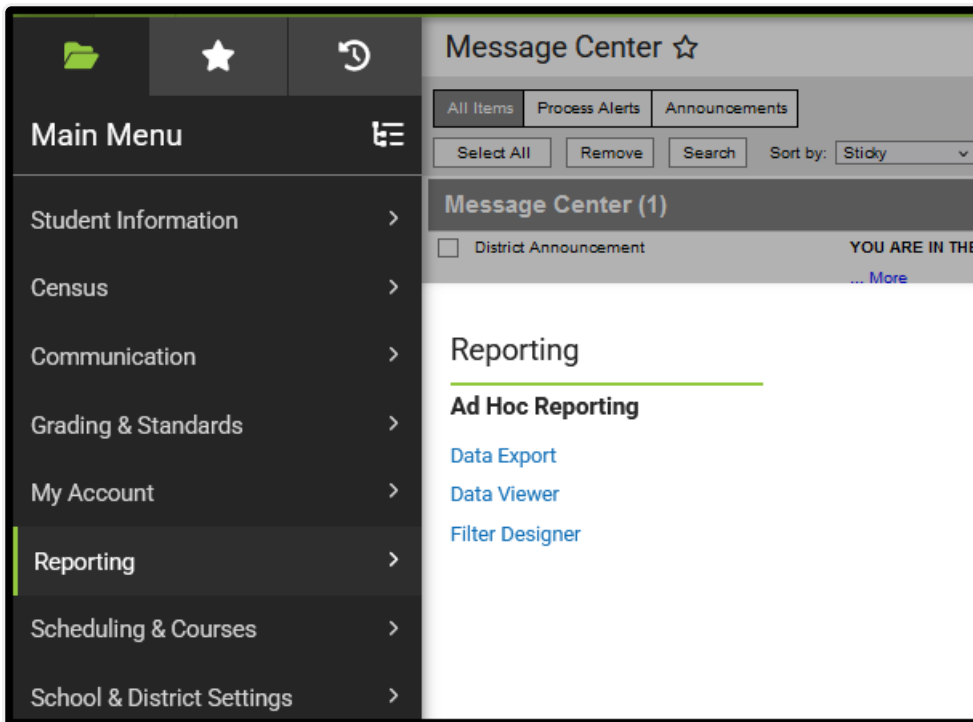 Main Menu
Student Information
Census
Communication
Grading & Standards
My Account
Reporting
Scheduling & Courses
School & District Settings
Message Center
All Items Process Alerts Announcements
Select All Remove Search Sort by: Sticky
Message Center (1)
District Announcement YOU ARE IN THE
... More
Reporting
Ad Hoc Reporting
Data Export
Data Viewer
Filter Designer